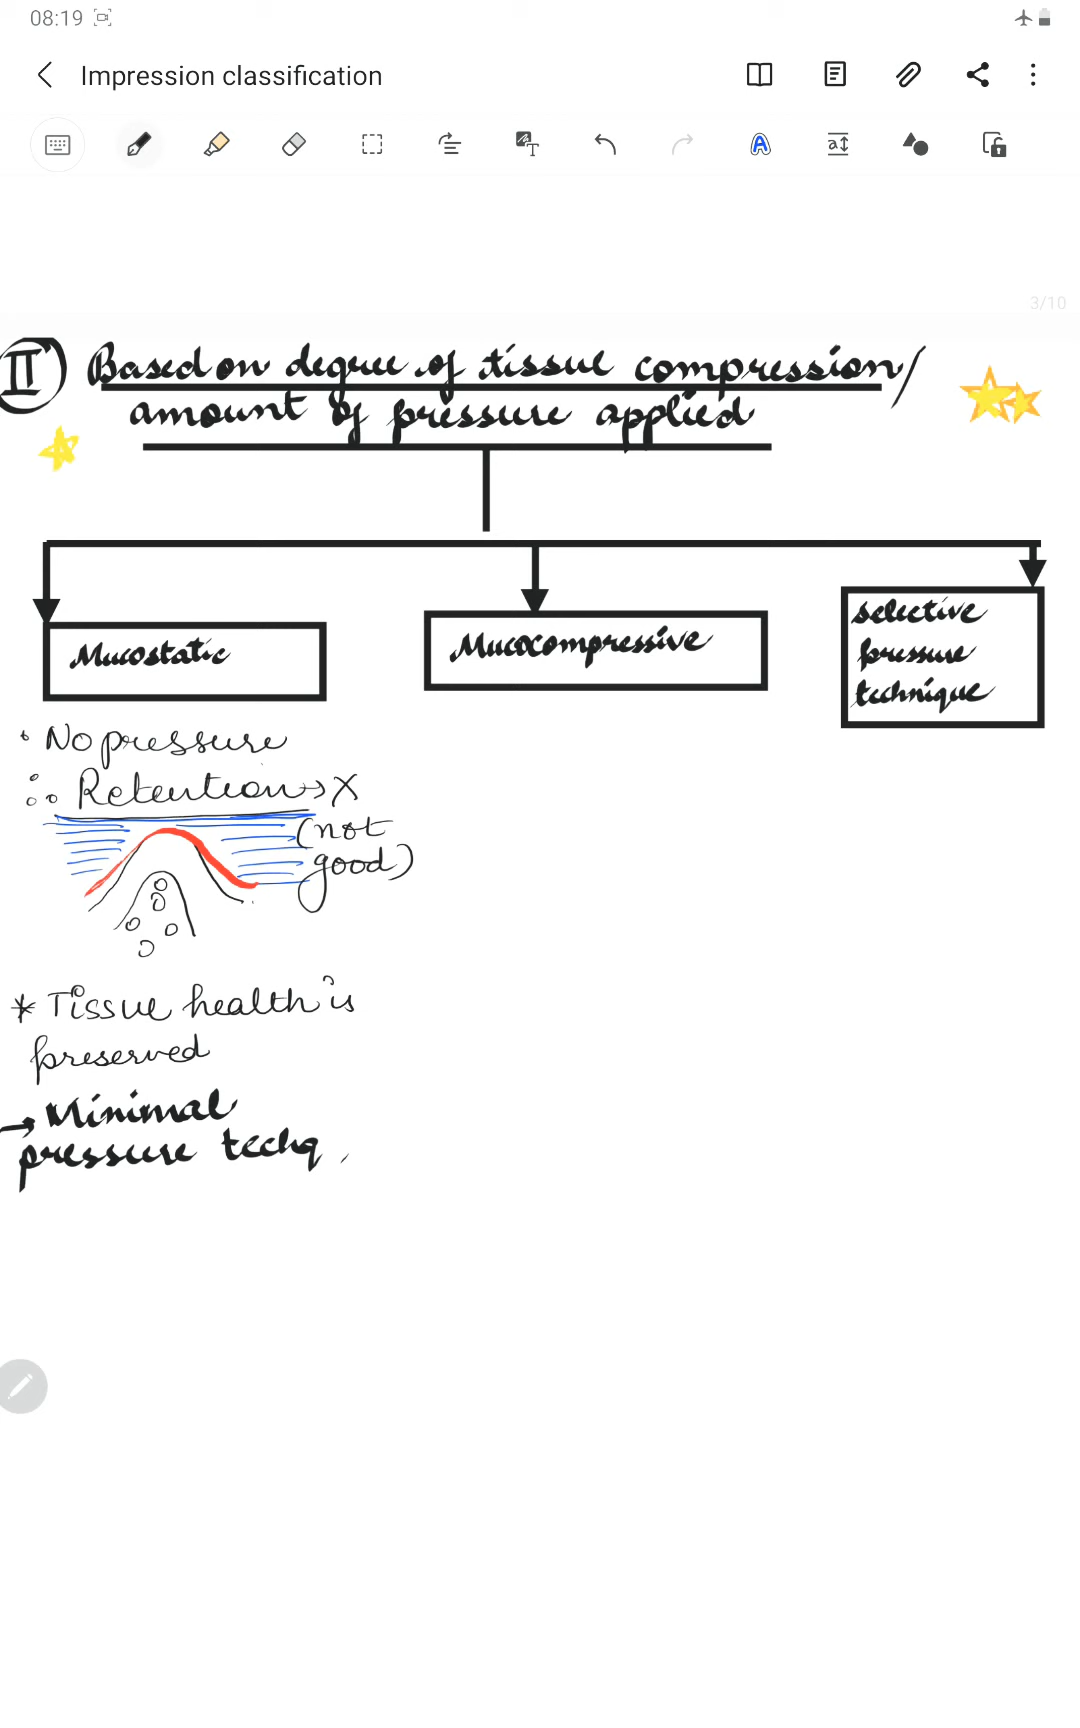 08:19
Impression classification
3/10
II) Based on degree of tissue compression/
amount of pressure applied
Mucostatic
Mucocompressive
selective
pressure
technique
• No pressure
∴ Retention → X
(not
good)
* Tissue health is
preserved
→ Minimal
pressure techq.